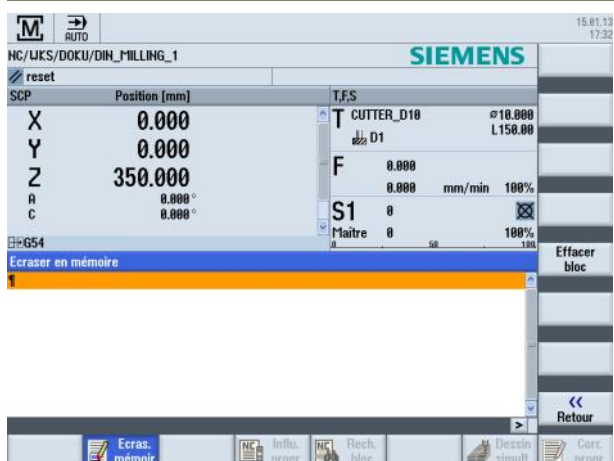 M AUTO 15.01.13
17:32
NC/WKS/DOKU/DIN_MILLING_1 SIEMENS
reset
SCP Position [mm] T,F,S
X 0.000
Y 0.000
Z 350.000
A 0.000°
C 0.000°
T CUTTER_D10 ø10.000
D1 L150.00
F 0.000
0.000 mm/min 100%
S1 0
Maître 0 100%
0 50 100
G54
Ecraser en mémoire
¶
Effacer
bloc
«
Retour
>
Ecras.
mémoir
NC Influ.
progr.
NC Rech.
bloc
Dessin
simult.
Corr.
progr.